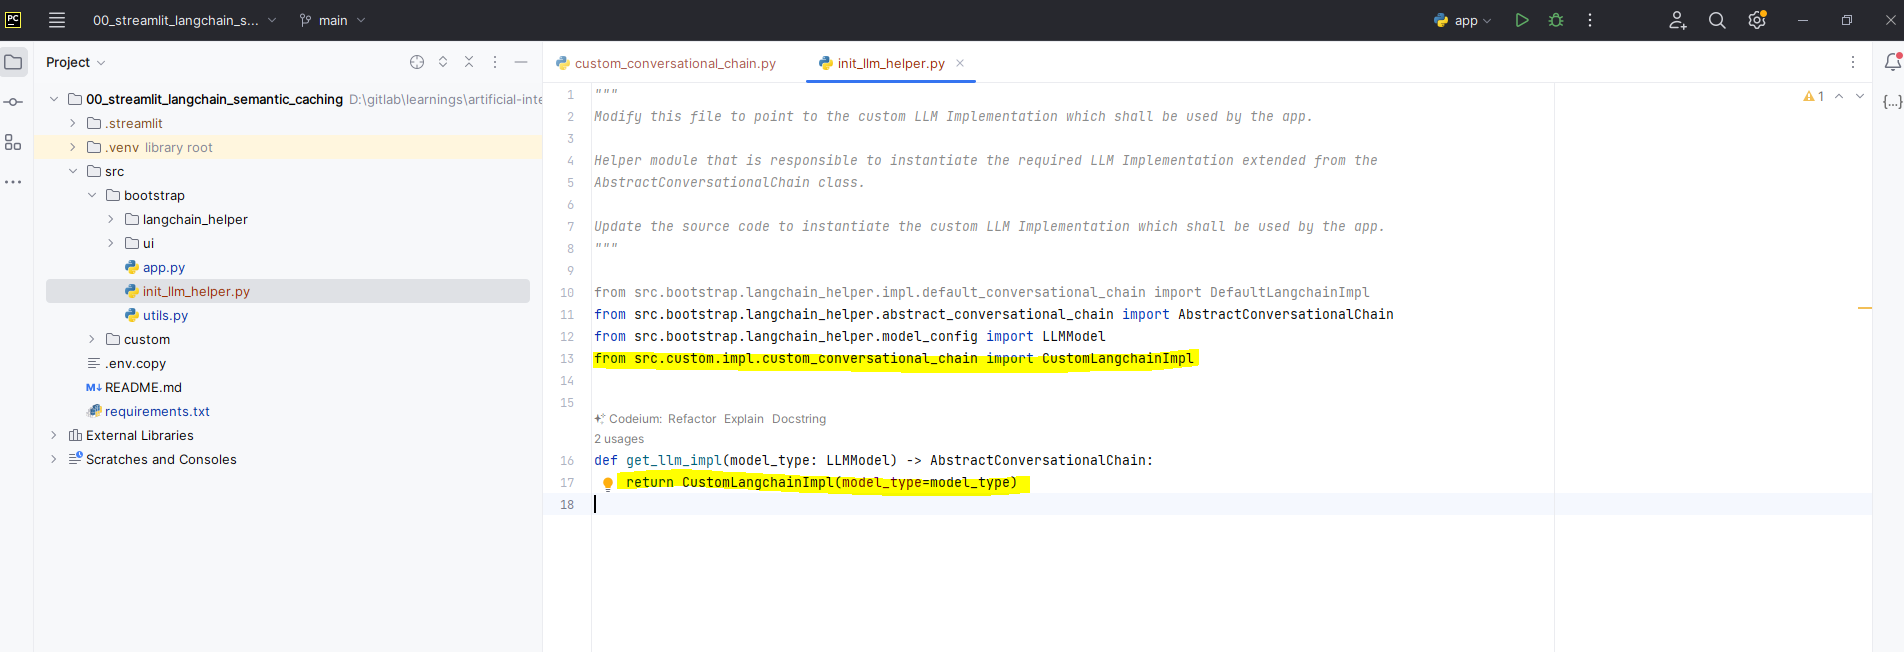 PC
00_streamlit_langchain_s...
main
app
Project
00_streamlit_langchain_semantic_caching D:\gitlab\learnings\artificial-inte
.streamlit
.venv library root
src
bootstrap
langchain_helper
ui
app.py
init_llm_helper.py
utils.py
custom
.env.copy
M↓ README.md
requirements.txt
External Libraries
Scratches and Consoles
custom_conversational_chain.py
init_llm_helper.py
1
1 """
2 Modify this file to point to the custom LLM Implementation which shall be used by the app.
3
4 Helper module that is responsible to instantiate the required LLM Implementation extended from the
5 AbstractConversationalChain class.
6
7 Update the source code to instantiate the custom LLM Implementation which shall be used by the app.
8 """
9
10 from src.bootstrap.langchain_helper.impl.default_conversational_chain import DefaultLangchainImpl
11 from src.bootstrap.langchain_helper.abstract_conversational_chain import AbstractConversationalChain
12 from src.bootstrap.langchain_helper.model_config import LLMModel
13 from src.custom.impl.custom_conversational_chain import CustomLangchainImpl
14
15
Codeium: Refactor Explain Docstring
2 usages
16 def get_llm_impl(model_type: LLMModel) -> AbstractConversationalChain:
17 return CustomLangchainImpl(model_type=model_type)
18
{...}